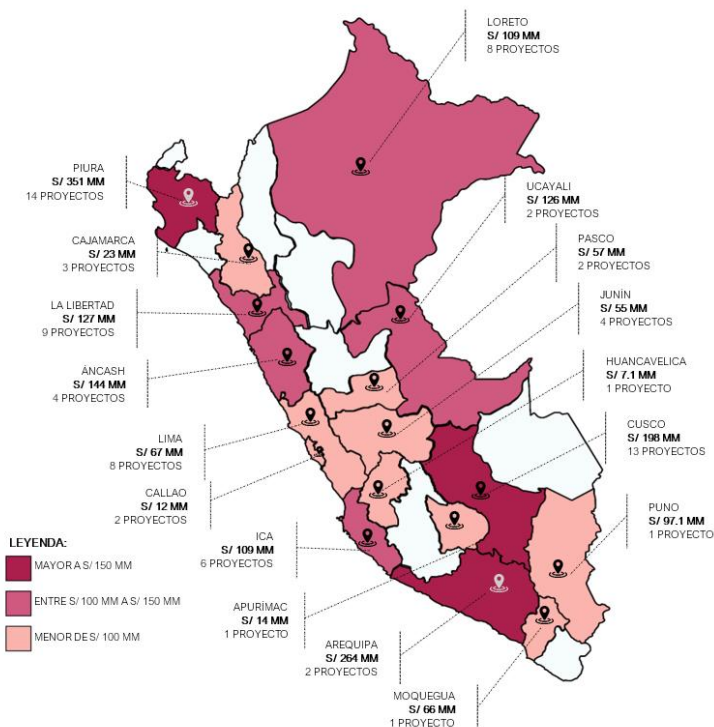 LORETO
S/ 109 MM
8 PROYECTOS
PIURA
S/ 351 MM
14 PROYECTOS
UCAYALI
S/ 126 MM
2 PROYECTOS
CAJAMARCA
S/ 23 MM
3 PROYECTOS
PASCO
S/ 57 MM
2 PROYECTOS
LA LIBERTAD
S/ 127 MM
9 PROYECTOS
JUNÍN
S/ 55 MM
4 PROYECTOS
ÁNCASH
S/ 144 MM
4 PROYECTOS
HUANCAVELICA
S/ 7.1 MM
1 PROYECTO
LIMA
S/ 67 MM
8 PROYECTOS
CUSCO
S/ 198 MM
13 PROYECTOS
CALLAO
S/ 12 MM
2 PROYECTOS
PUNO
S/ 97.1 MM
1 PROYECTO
ICA
S/ 109 MM
6 PROYECTOS
APURÍMAC
S/ 14 MM
1 PROYECTO
AREQUIPA
S/ 264 MM
2 PROYECTOS
MOQUEGUA
S/ 66 MM
1 PROYECTO
LEYENDA:
MAYOR A S/ 150 MM
ENTRE S/ 100 MM A S/ 150 MM
MENOR DE S/ 100 MM